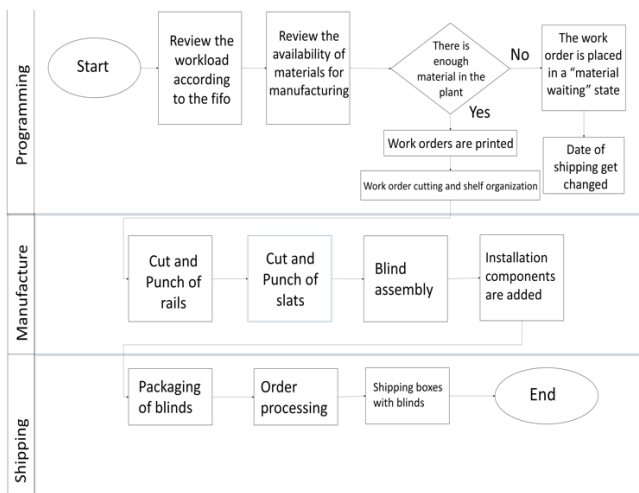 Programming
Start
Review the
workload
according
to the fifo
Review the
availability of
materials for
manufacturing
There is
enough
material in the
plant
No
The work
order is placed
in a “material
waiting” state
Yes
Work orders are printed
Date of
shipping get
changed
Work order cutting and shelf organization
Manufacture
Cut and
Punch of
rails
Cut and
Punch of
slats
Blind
assembly
Installation
components
are added
Shipping
Packaging
of blinds
Order
processing
Shipping boxes
with blinds
End